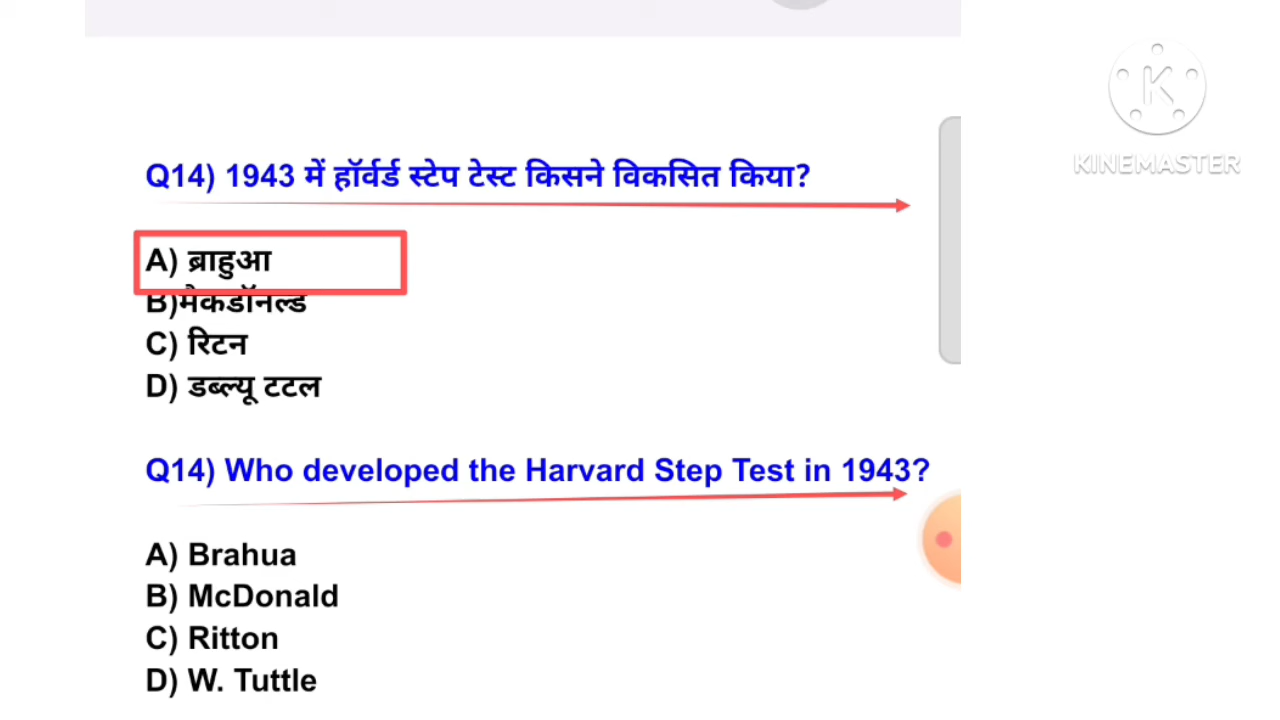 KINEMASTER
Q14) 1943 में हॉर्वर्ड स्टेप टेस्ट किसने विकसित किया?
A) ब्राहुआ
B)मैकडॉनल्ड
C) रिटन
D) डब्ल्यू टटल
Q14) Who developed the Harvard Step Test in 1943?
A) Brahua
B) McDonald
C) Ritton
D) W. Tuttle